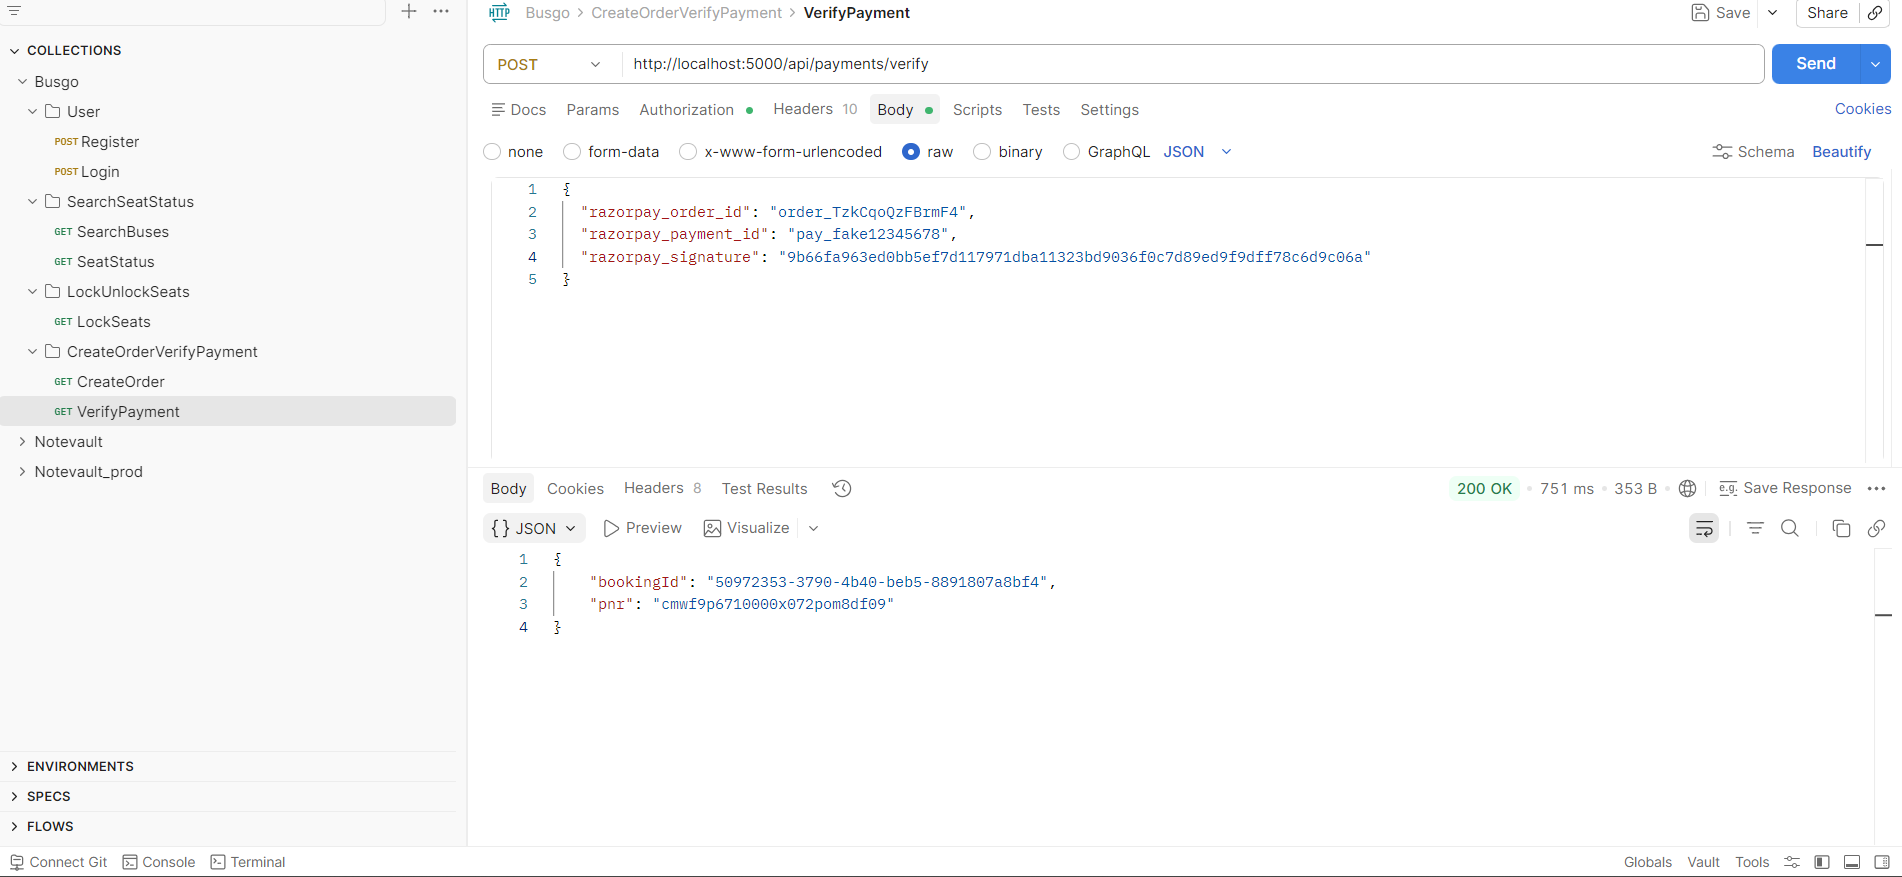 HTTP Busgo > CreateOrderVerifyPayment > VerifyPayment
Save
Share
COLLECTIONS
Busgo
User
POST Register
POST Login
SearchSeatStatus
GET SearchBuses
GET SeatStatus
LockUnlockSeats
GET LockSeats
CreateOrderVerifyPayment
GET CreateOrder
GET VerifyPayment
Notevault
Notevault_prod
ENVIRONMENTS
SPECS
FLOWS
POST
http://localhost:5000/api/payments/verify
Send
Docs Params Authorization Headers 10 Body Scripts Tests Settings
Cookies
none form-data x-www-form-urlencoded raw binary GraphQL JSON
Schema Beautify
1 {
2 "razorpay_order_id": "order_TzkCqoQzFBrmF4",
3 "razorpay_payment_id": "pay_fake12345678",
4 "razorpay_signature": "9b66fa963ed0bb5ef7d117971dba11323bd9036f0c7d89ed9f9dff78c6d9c06a"
5 }
Body Cookies Headers 8 Test Results
200 OK 751 ms 353 B e.g. Save Response
{} JSON Preview Visualize
1 {
2 "bookingId": "50972353-3790-4b40-beb5-8891807a8bf4",
3 "pnr": "cmwf9p6710000x072pom8df09"
4 }
Connect Git Console Terminal
Globals Vault Tools